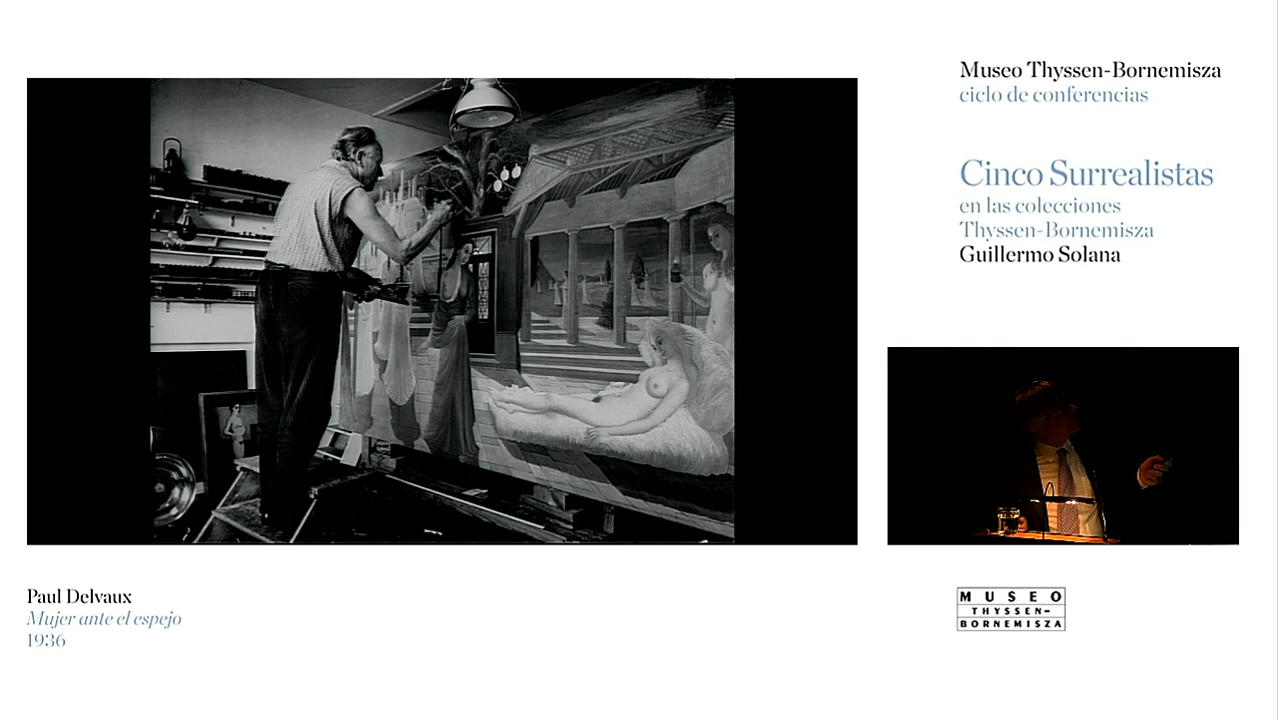 Museo Thyssen-Bornemisza
ciclo de conferencias
Cinco Surrealistas
en las colecciones
Thyssen-Bornemisza
Guillermo Solana
Paul Delvaux
Mujer ante el espejo
1936
MUSEO
THYSSEN-
BORNEMISZA